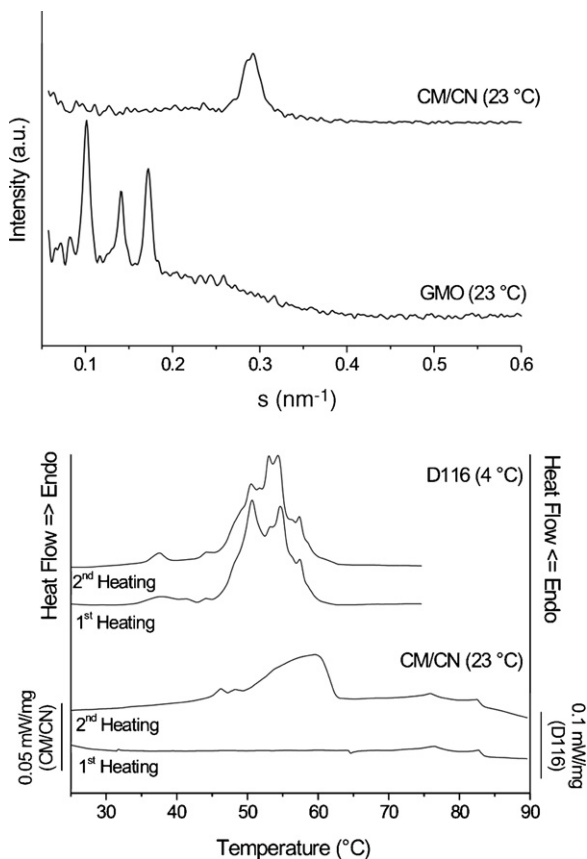 CM/CN (23 °C)
Intensity (a.u.)
GMO (23 °C)
0.1 0.2 0.3 0.4 0.5 0.6
s (nm-1)
Heat Flow => Endo
Heat Flow <= Endo
D116 (4 °C)
2nd Heating
1st Heating
CM/CN (23 °C)
0.05 mW/mg
(CM/CN)
2nd Heating
1st Heating
0.1 mW/mg
(D116)
30 40 50 60 70 80 90
Temperature (°C)